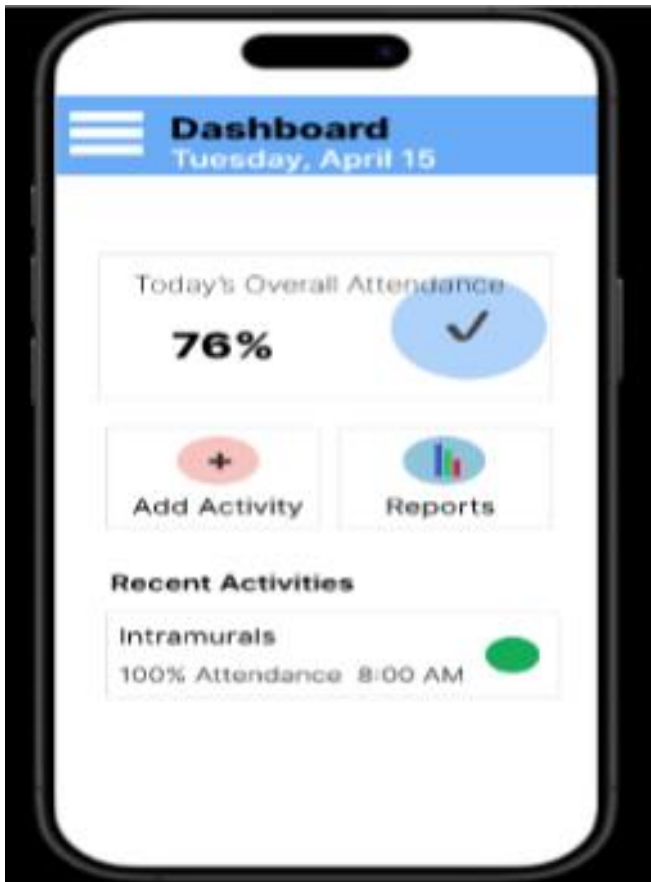 Dashboard
Tuesday, April 15
Today's Overall Attendance
76%
Add Activity
Reports
Recent Activities
Intramurals
100% Attendance 8:00 AM